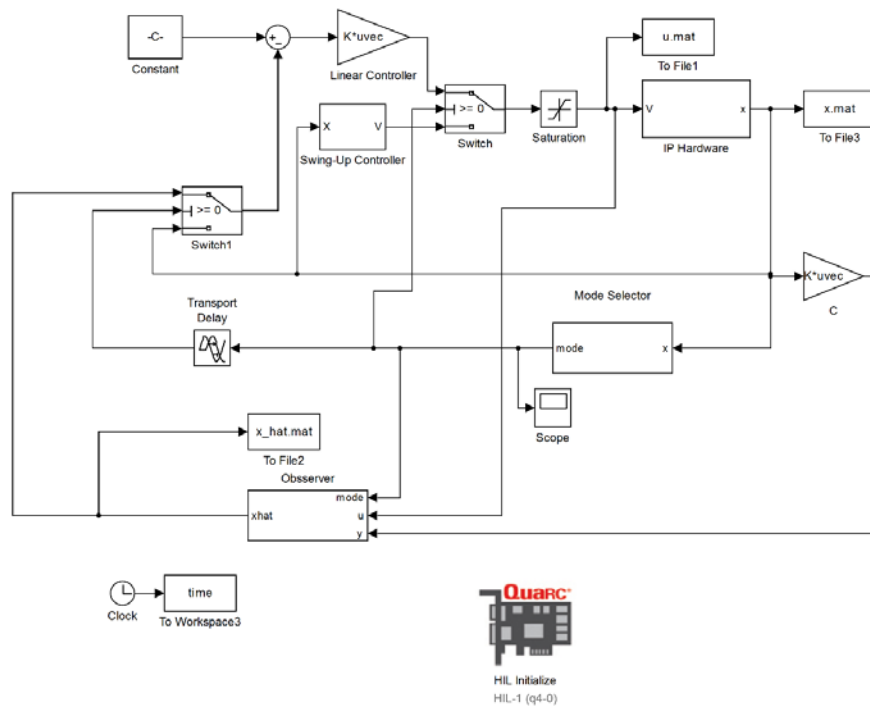 -C-
Constant
+
-
K*uvec
Linear Controller
u.mat
To File1
>= 0
Switch
Saturation
V
x
IP Hardware
x.mat
To File3
X
V
Swing-Up Controller
>= 0
Switch1
K*uvec
C
Transport
Delay
Mode Selector
mode
x
Scope
x_hat.mat
To File2
Obsserver
mode
xhat
u
y
Clock
time
To Workspace3
QUARC®
HIL Initialize
HIL-1 (q4-0)